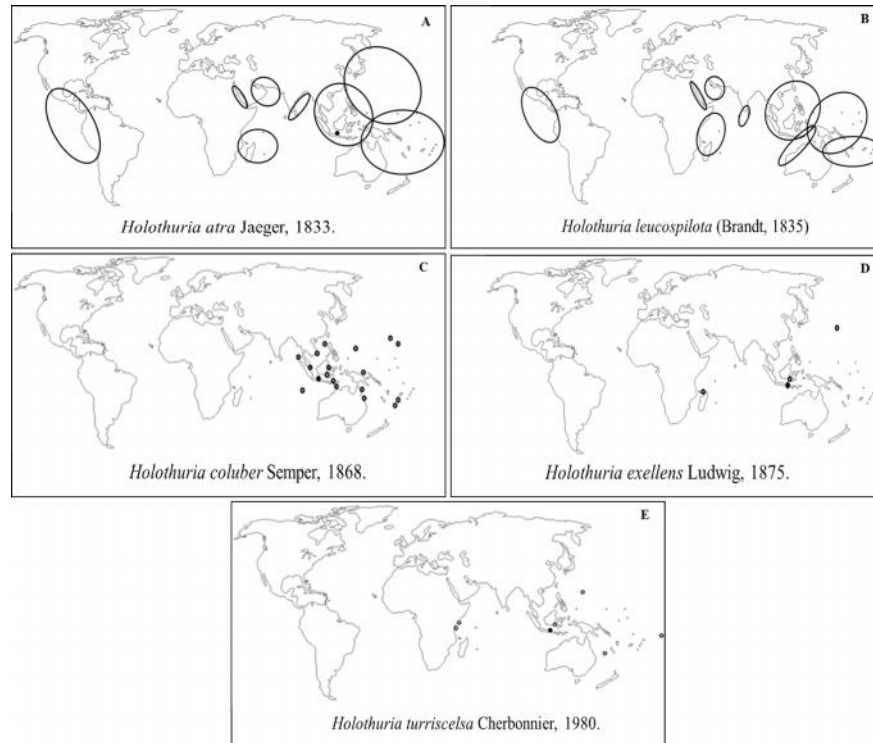 A
Holothuria atra Jaeger, 1833.
B
Holothuria leucospilota (Brandt, 1835)
C
Holothuria coluber Semper, 1868.
D
Holothuria exellens Ludwig, 1875.
E
Holothuria turriscelsa Cherbonnier, 1980.